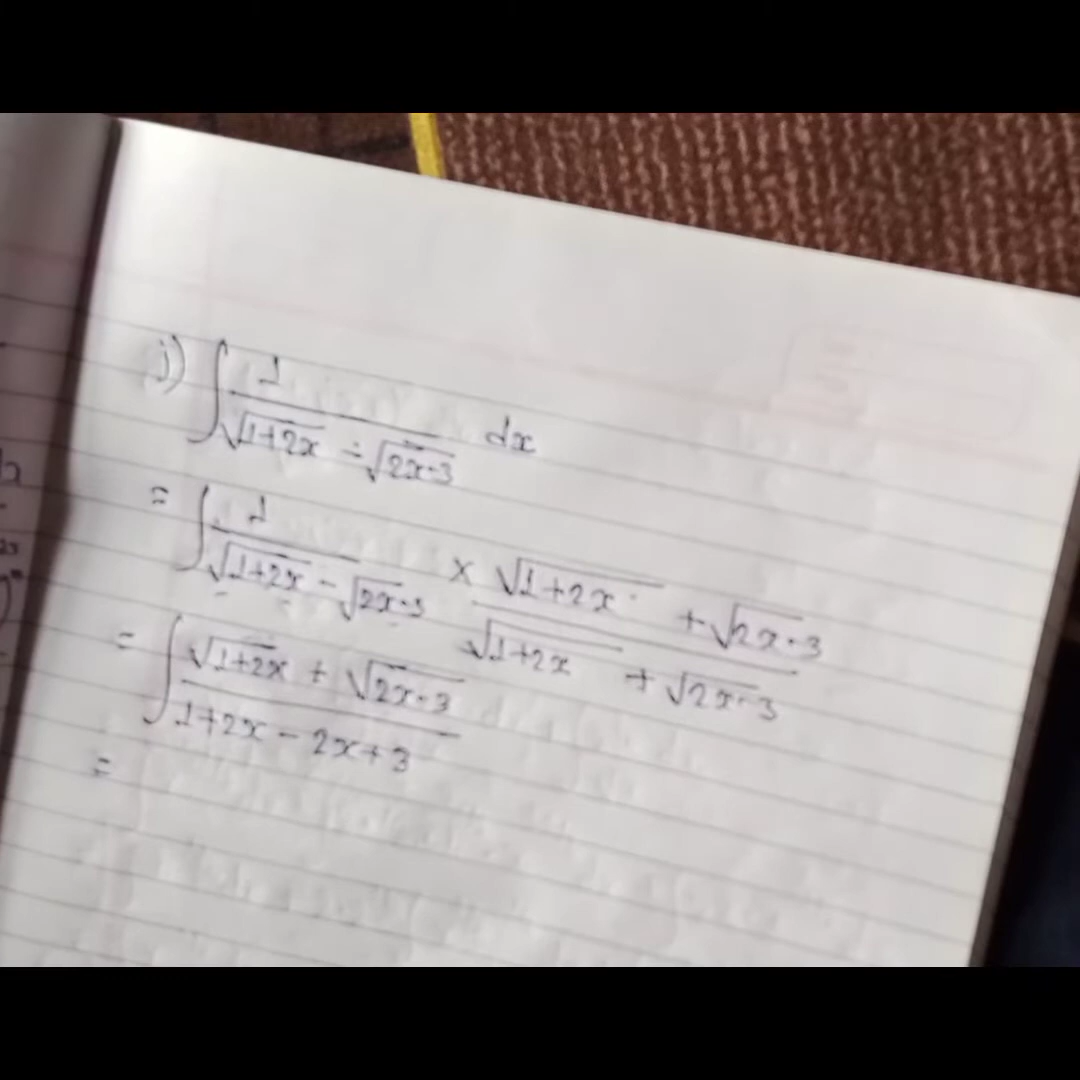 j) ∫ 1 / (√(1+2x) - √(2x-3)) dx
= ∫ 1 / (√(1+2x) - √(2x-3)) × (√(1+2x) + √(2x-3)) / (√(1+2x) + √(2x-3))
= ∫ (√(1+2x) + √(2x-3)) / (1+2x - 2x+3)
=